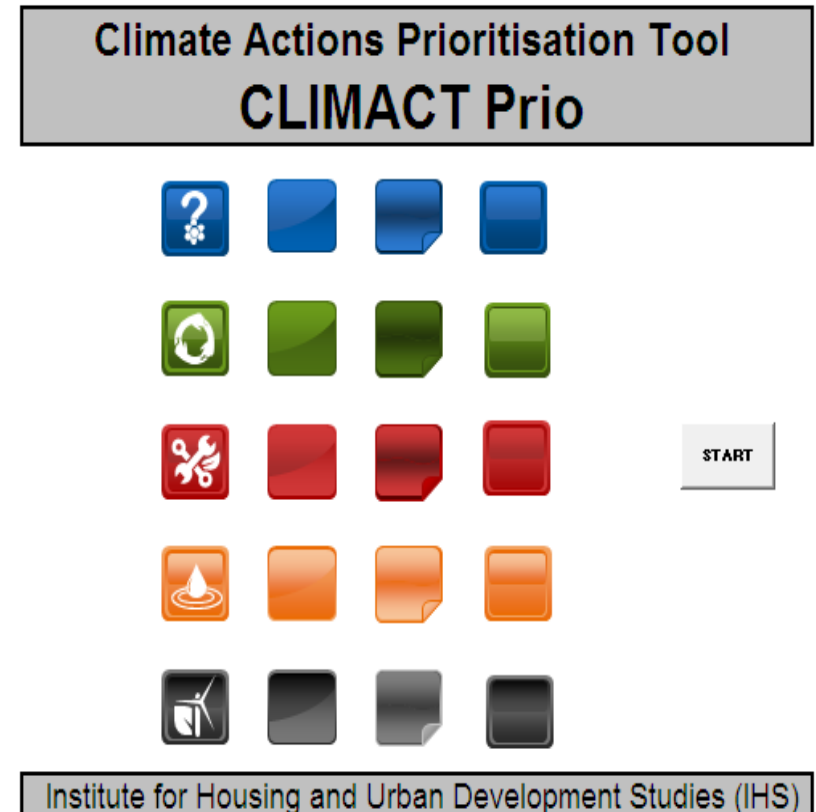 Climate Actions Prioritisation Tool
CLIMACT Prio
START
Institute for Housing and Urban Development Studies (IHS)